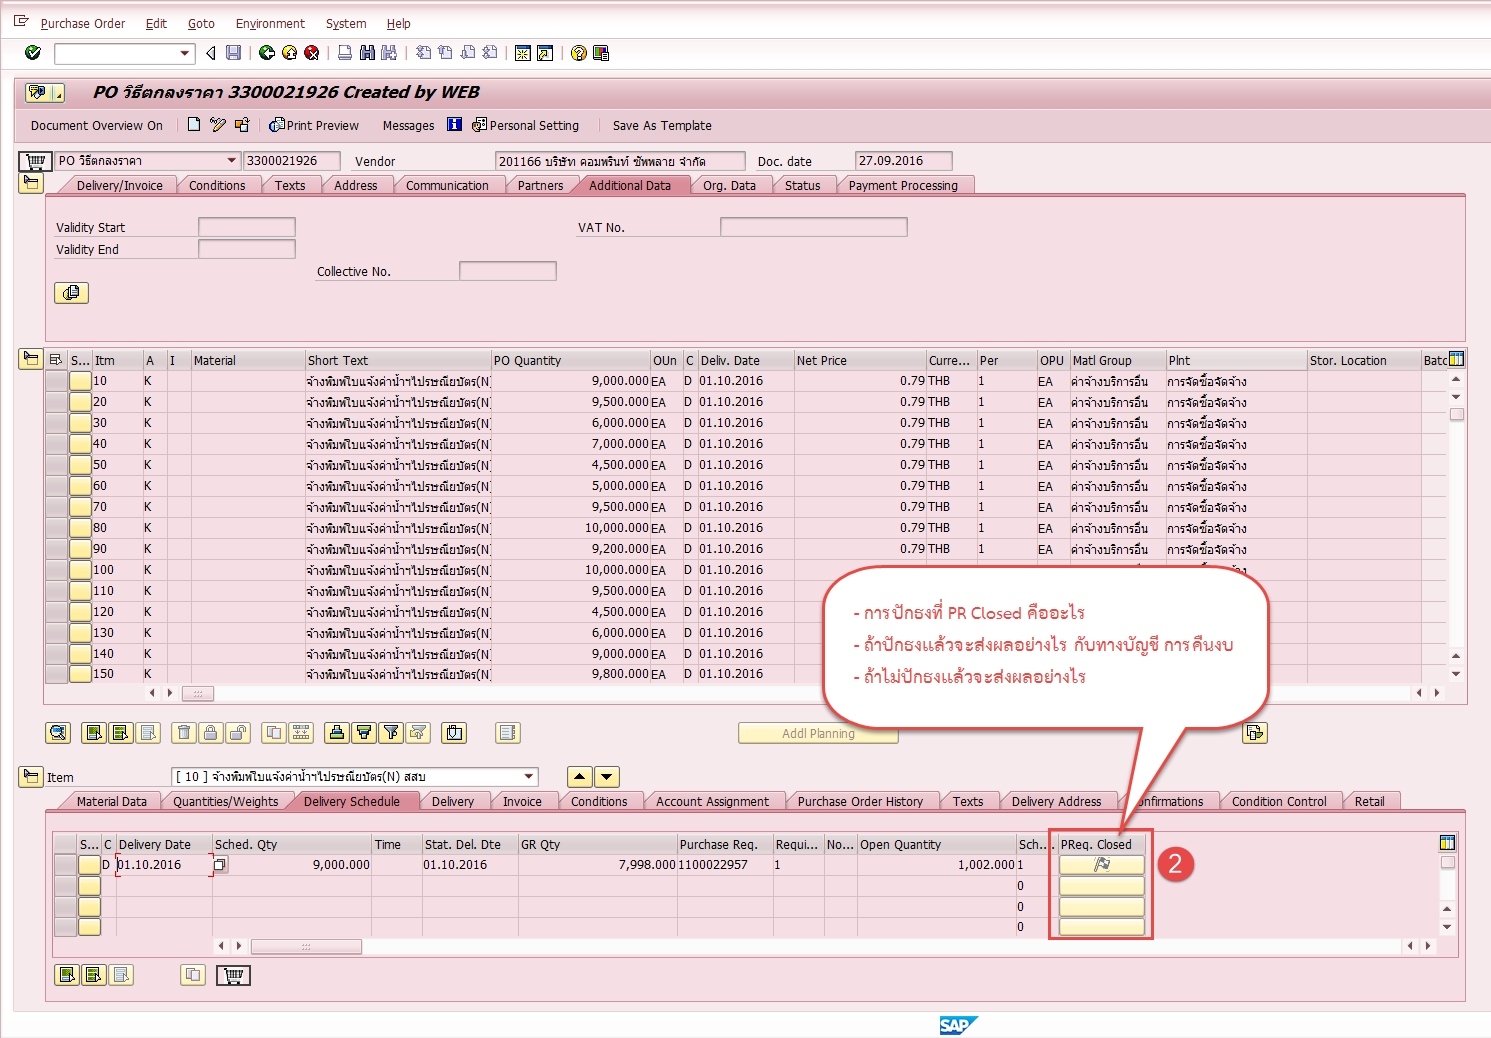 Purchase Order Edit Goto Environment System Help
PO วิธีตกลงราคา 3300021926 Created by WEB
Document Overview On Print Preview Messages Personal Setting Save As Template
PO วิธีตกลงราคา 3300021926 Vendor 201166 บริษัท คอมพรินท์ ซัพพลาย จำกัด Doc. date 27.09.2016
Delivery/Invoice Conditions Texts Address Communication Partners Additional Data Org. Data Status Payment Processing
Validity Start VAT No.
Validity End
Collective No.
S... Itm A I Material Short Text PO Quantity OUn C Deliv. Date Net Price Curre... Per OPU Matl Group Plnt Stor. Location Batc
10 K จ้างพิมพ์ใบแจ้งค่าน้ำฯไปรษณียบัตร(N) 9,000.000 EA D 01.10.2016 0.79 THB 1 EA ค่าจ้างบริการอื่น การจัดซื้อจัดจ้าง
20 K จ้างพิมพ์ใบแจ้งค่าน้ำฯไปรษณียบัตร(N) 9,500.000 EA D 01.10.2016 0.79 THB 1 EA ค่าจ้างบริการอื่น การจัดซื้อจัดจ้าง
30 K จ้างพิมพ์ใบแจ้งค่าน้ำฯไปรษณียบัตร(N) 6,000.000 EA D 01.10.2016 0.79 THB 1 EA ค่าจ้างบริการอื่น การจัดซื้อจัดจ้าง
40 K จ้างพิมพ์ใบแจ้งค่าน้ำฯไปรษณียบัตร(N) 7,000.000 EA D 01.10.2016 0.79 THB 1 EA ค่าจ้างบริการอื่น การจัดซื้อจัดจ้าง
50 K จ้างพิมพ์ใบแจ้งค่าน้ำฯไปรษณียบัตร(N) 4,500.000 EA D 01.10.2016 0.79 THB 1 EA ค่าจ้างบริการอื่น การจัดซื้อจัดจ้าง
60 K จ้างพิมพ์ใบแจ้งค่าน้ำฯไปรษณียบัตร(N) 5,000.000 EA D 01.10.2016 0.79 THB 1 EA ค่าจ้างบริการอื่น การจัดซื้อจัดจ้าง
70 K จ้างพิมพ์ใบแจ้งค่าน้ำฯไปรษณียบัตร(N) 9,500.000 EA D 01.10.2016 0.79 THB 1 EA ค่าจ้างบริการอื่น การจัดซื้อจัดจ้าง
80 K จ้างพิมพ์ใบแจ้งค่าน้ำฯไปรษณียบัตร(N) 10,000.000 EA D 01.10.2016 0.79 THB 1 EA ค่าจ้างบริการอื่น การจัดซื้อจัดจ้าง
90 K จ้างพิมพ์ใบแจ้งค่าน้ำฯไปรษณียบัตร(N) 9,200.000 EA D 01.10.2016 0.79 THB 1 EA ค่าจ้างบริการอื่น การจัดซื้อจัดจ้าง
100 K จ้างพิมพ์ใบแจ้งค่าน้ำฯไปรษณียบัตร(N) 10,000.000 EA D 01.10.2016
110 K จ้างพิมพ์ใบแจ้งค่าน้ำฯไปรษณียบัตร(N) 9,500.000 EA D 01.10.2016
120 K จ้างพิมพ์ใบแจ้งค่าน้ำฯไปรษณียบัตร(N) 4,500.000 EA D 01.10.2016
130 K จ้างพิมพ์ใบแจ้งค่าน้ำฯไปรษณียบัตร(N) 6,000.000 EA D 01.10.2016
140 K จ้างพิมพ์ใบแจ้งค่าน้ำฯไปรษณียบัตร(N) 9,000.000 EA D 01.10.2016
150 K จ้างพิมพ์ใบแจ้งค่าน้ำฯไปรษณียบัตร(N) 9,800.000 EA D 01.10.2016
- การปักธงที่ PR Closed คืออะไร
- ถ้าปักธงแล้วจะส่งผลอย่างไร กับทางบัญชี การคืนงบ
- ถ้าไม่ปักธงแล้วจะส่งผลอย่างไร
Addl Planning
Item [ 10 ] จ้างพิมพ์ใบแจ้งค่าน้ำฯไปรษณียบัตร(N) สสบ
Material Data Quantities/Weights Delivery Schedule Delivery Invoice Conditions Account Assignment Purchase Order History Texts Delivery Address onfirmations Condition Control Retail
S... C Delivery Date Sched. Qty Time Stat. Del. Dte GR Qty Purchase Req. Requi... No... Open Quantity Sch... PReq. Closed
D 01.10.2016 9,000.000 01.10.2016 7,998.000 1100022957 1 1,002.000 1 2
0
0
0
SAP